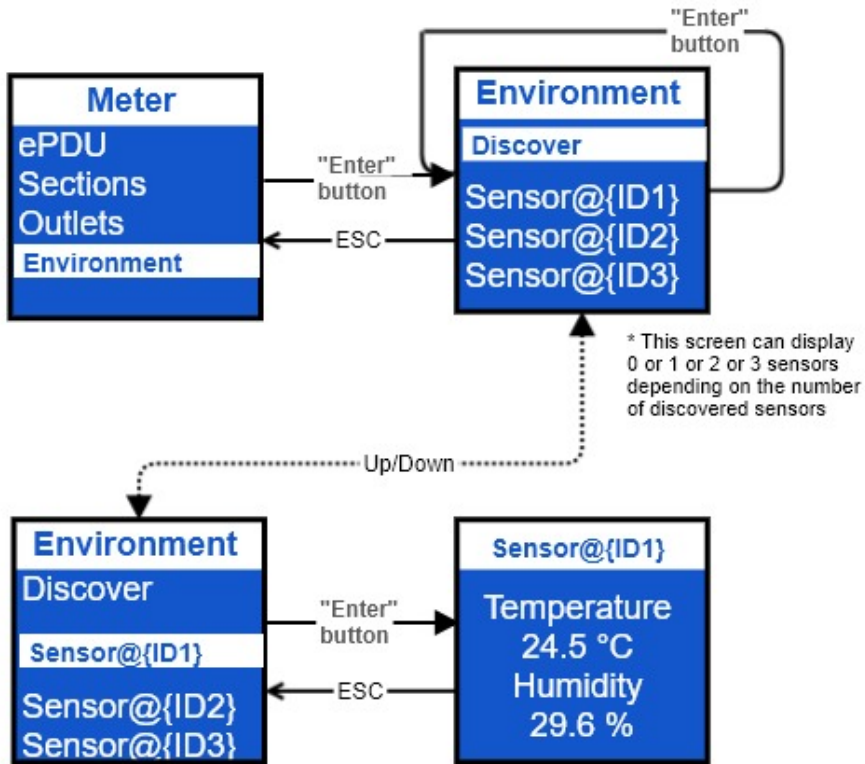 "Enter"
button
Meter
ePDU
Sections
Outlets
Environment
"Enter"
button
ESC
Environment
Discover
Sensor@{ID1}
Sensor@{ID2}
Sensor@{ID3}
* This screen can display
0 or 1 or 2 or 3 sensors
depending on the number
of discovered sensors
Up/Down
Environment
Discover
Sensor@{ID1}
Sensor@{ID2}
Sensor@{ID3}
"Enter"
button
ESC
Sensor@{ID1}
Temperature
24.5 °C
Humidity
29.6 %